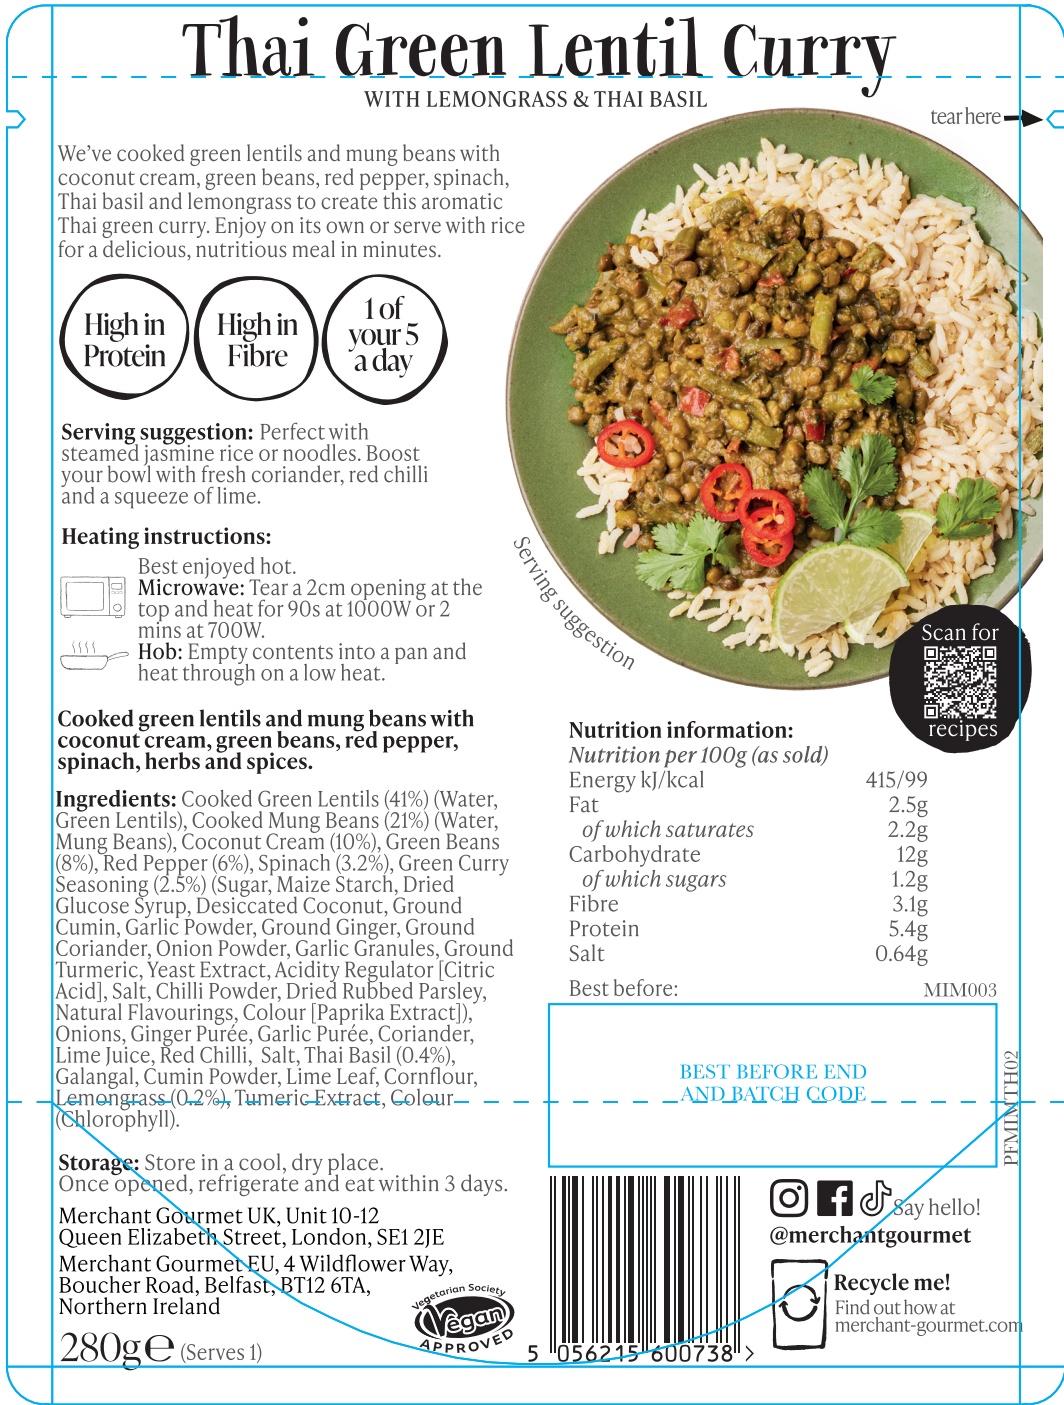 Thai Green Lentil Curry
WITH LEMONGRASS & THAI BASIL
tear here
We've cooked green lentils and mung beans with
coconut cream, green beans, red pepper, spinach,
Thai basil and lemongrass to create this aromatic
Thai green curry. Enjoy on its own or serve with rice
for a delicious, nutritious meal in minutes.
High in
Protein
High in
Fibre
1 of
your 5
a day
Serving suggestion: Perfect with
steamed jasmine rice or noodles. Boost
your bowl with fresh coriander, red chilli
and a squeeze of lime.
Heating instructions:
Best enjoyed hot.
Microwave: Tear a 2cm opening at the
top and heat for 90s at 1000W or 2
mins at 700W.
Hob: Empty contents into a pan and
heat through on a low heat.
Serving suggestion
Scan for
recipes
Cooked green lentils and mung beans with
coconut cream, green beans, red pepper,
spinach, herbs and spices.
Ingredients: Cooked Green Lentils (41%) (Water,
Green Lentils), Cooked Mung Beans (21%) (Water,
Mung Beans), Coconut Cream (10%), Green Beans
(8%), Red Pepper (6%), Spinach (3.2%), Green Curry
Seasoning (2.5%) (Sugar, Maize Starch, Dried
Glucose Syrup, Desiccated Coconut, Ground
Cumin, Garlic Powder, Ground Ginger, Ground
Coriander, Onion Powder, Garlic Granules, Ground
Turmeric, Yeast Extract, Acidity Regulator [Citric
Acid], Salt, Chilli Powder, Dried Rubbed Parsley,
Natural Flavourings, Colour [Paprika Extract]),
Onions, Ginger Purée, Garlic Purée, Coriander,
Lime Juice, Red Chilli, Salt, Thai Basil (0.4%),
Galangal, Cumin Powder, Lime Leaf, Cornflour,
Lemongrass (0.2%), Tumeric Extract, Colour
(Chlorophyll).
Storage: Store in a cool, dry place.
Once opened, refrigerate and eat within 3 days.
Merchant Gourmet UK, Unit 10-12
Queen Elizabeth Street, London, SE1 2JE
Merchant Gourmet EU, 4 Wildflower Way,
Boucher Road, Belfast, BT12 6TA,
Northern Ireland
280g℮ (Serves 1)
Vegetarian Society
Vegan
APPROVED
Nutrition information:
Nutrition per 100g (as sold)
Energy kJ/kcal 415/99
Fat 2.5g
of which saturates 2.2g
Carbohydrate 12g
of which sugars 1.2g
Fibre 3.1g
Protein 5.4g
Salt 0.64g
Best before: MIM003
BEST BEFORE END
AND BATCH CODE
PFMIMTH02
5 056215 600738 >
Say hello!
@merchantgourmet
Recycle me!
Find out how at
merchant-gourmet.com